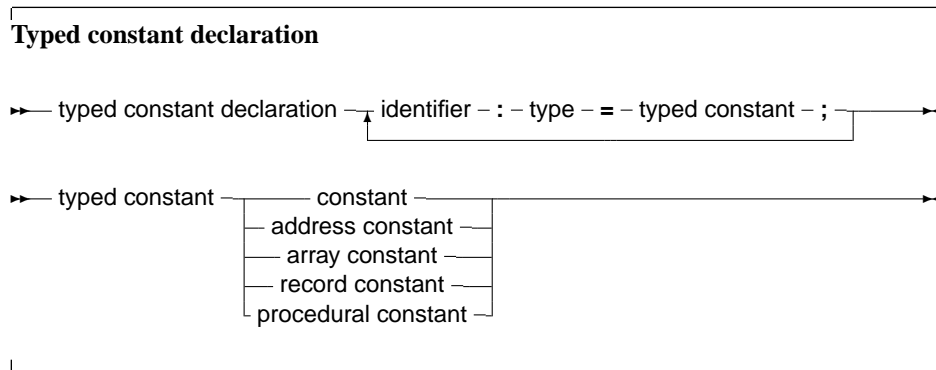 Typed constant declaration
typed constant declaration identifier : type = typed constant ;
typed constant constant
address constant
array constant
record constant
procedural constant